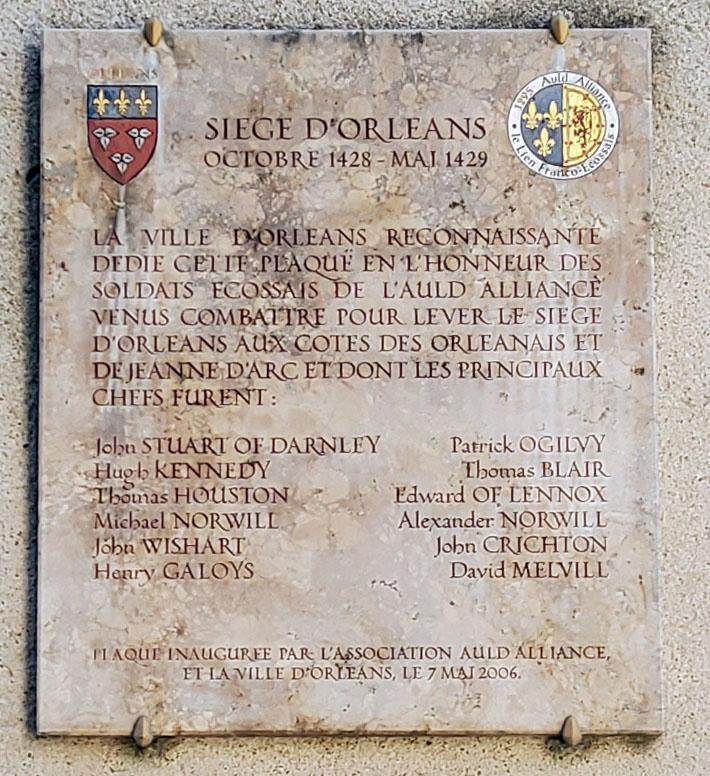 ORLEANS
1295 Auld Alliance
le Lien Franco-Ecossais
SIEGE D'ORLEANS
OCTOBRE 1428 - MAI 1429
LA VILLE D'ORLEANS RECONNAISSANTE
DEDIE CETTE PLAQUE EN L'HONNEUR DES
SOLDATS ECOSSAIS DE L'AULD ALLIANCE
VENUS COMBATTRE POUR LEVER LE SIEGE
D'ORLEANS AUX COTES DES ORLEANAIS ET
DE JEANNE D'ARC ET DONT LES PRINCIPAUX
CHEFS FURENT :
John STUART OF DARNLEY
Hugh KENNEDY
Thomas HOUSTON
Michael NORWILL
John WISHART
Henry GALOYS
Patrick OGILVY
Thomas BLAIR
Edward OF LENNOX
Alexander NORWILL
John CRICHTON
David MELVILL
PLAQUE INAUGUREE PAR L'ASSOCIATION AULD ALLIANCE,
ET LA VILLE D'ORLEANS, LE 7 MAI 2006.